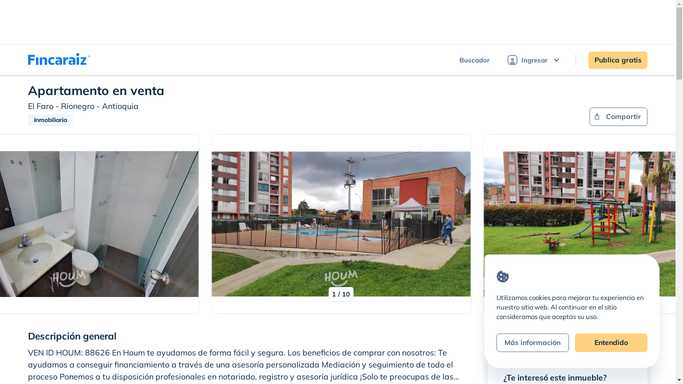 Fincaraiz
Buscador
Ingresar
Publica gratis
Apartamento en venta
El Faro - Rionegro - Antioquia
Inmobiliaria
Compartir
HOUM
HOUM
1 / 10
Utilizamos cookies para mejorar tu experiencia en
nuestro sitio web. Al continuar en el sitio
consideramos que aceptas su uso.
Más información
Entendido
Descripción general
VEN ID HOUM: 88626 En Houm te ayudamos de forma fácil y segura. Los beneficios de comprar con nosotros: Te
ayudamos a conseguir financiamiento a través de una asesoría personalizada Mediación y seguimiento de todo el
proceso Ponemos a tu disposición profesionales en notariado, registro y asesoría jurídica ¡Solo te preocupas de las...
¿Te interesó este inmueble?